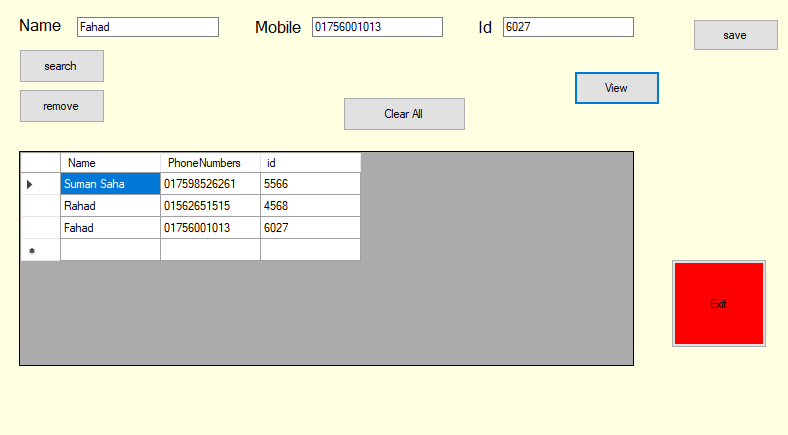 Name Fahad Mobile 01756001013 Id 6027 save
search
View
remove
Clear All
Name PhoneNumbers id
Suman Saha 017598526261 5566
Rahad 01562651515 4568
Fahad 01756001013 6027
Exit